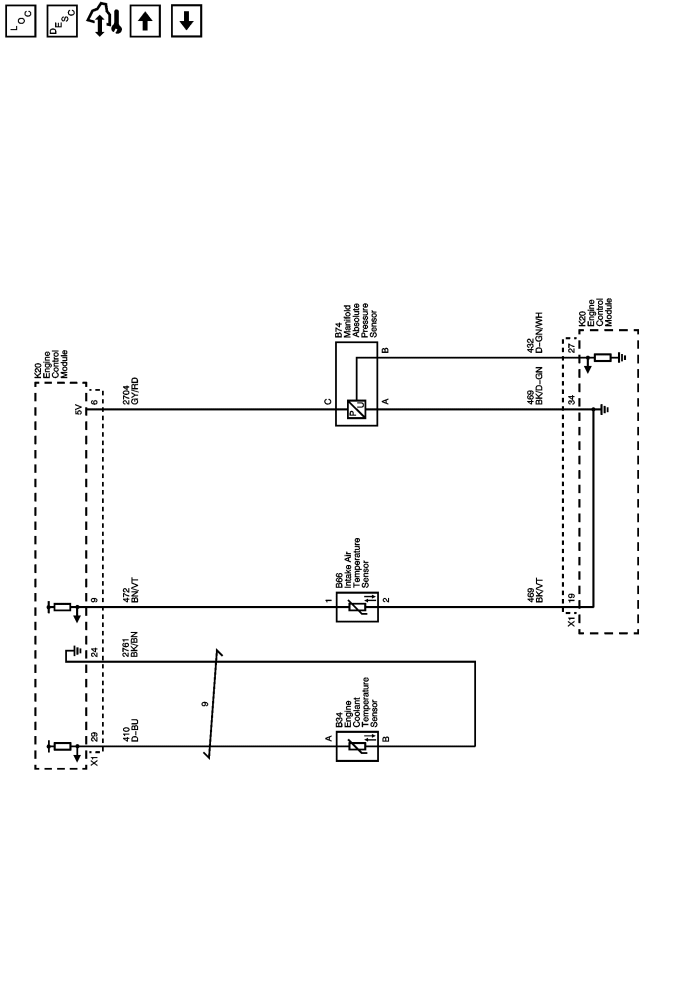 LOC
DESC
K20
Engine
Control
Module
5V
6
2704
GY/RD
C
B74
Manifold
Absolute
Pressure
Sensor
P
U
B
A
432
D-GN/WH
27
469
BK/D-GN
34
K20
Engine
Control
Module
9
472
BN/VT
1
B66
Intake Air
Temperature
Sensor
2
469
BK/VT
19
X1
24
2761
BK/BN
9
29
X1
410
D-BU
A
B34
Engine
Coolant
Temperature
Sensor
B